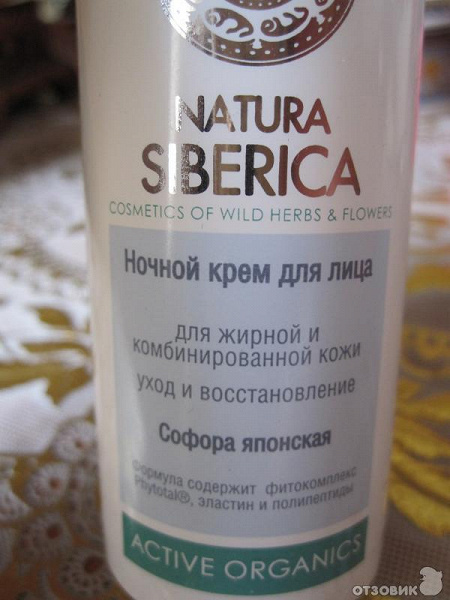 NATURA
SIBERICA
COSMETICS OF WILD HERBS & FLOWERS
Ночной крем для лица
для жирной и
комбинированной кожи
уход и восстановление
Софора японская
Формула содержит фитокомплекс
Phytotal®, эластин и полипептиды
ACTIVE ORGANICS
ОТЗОВИК